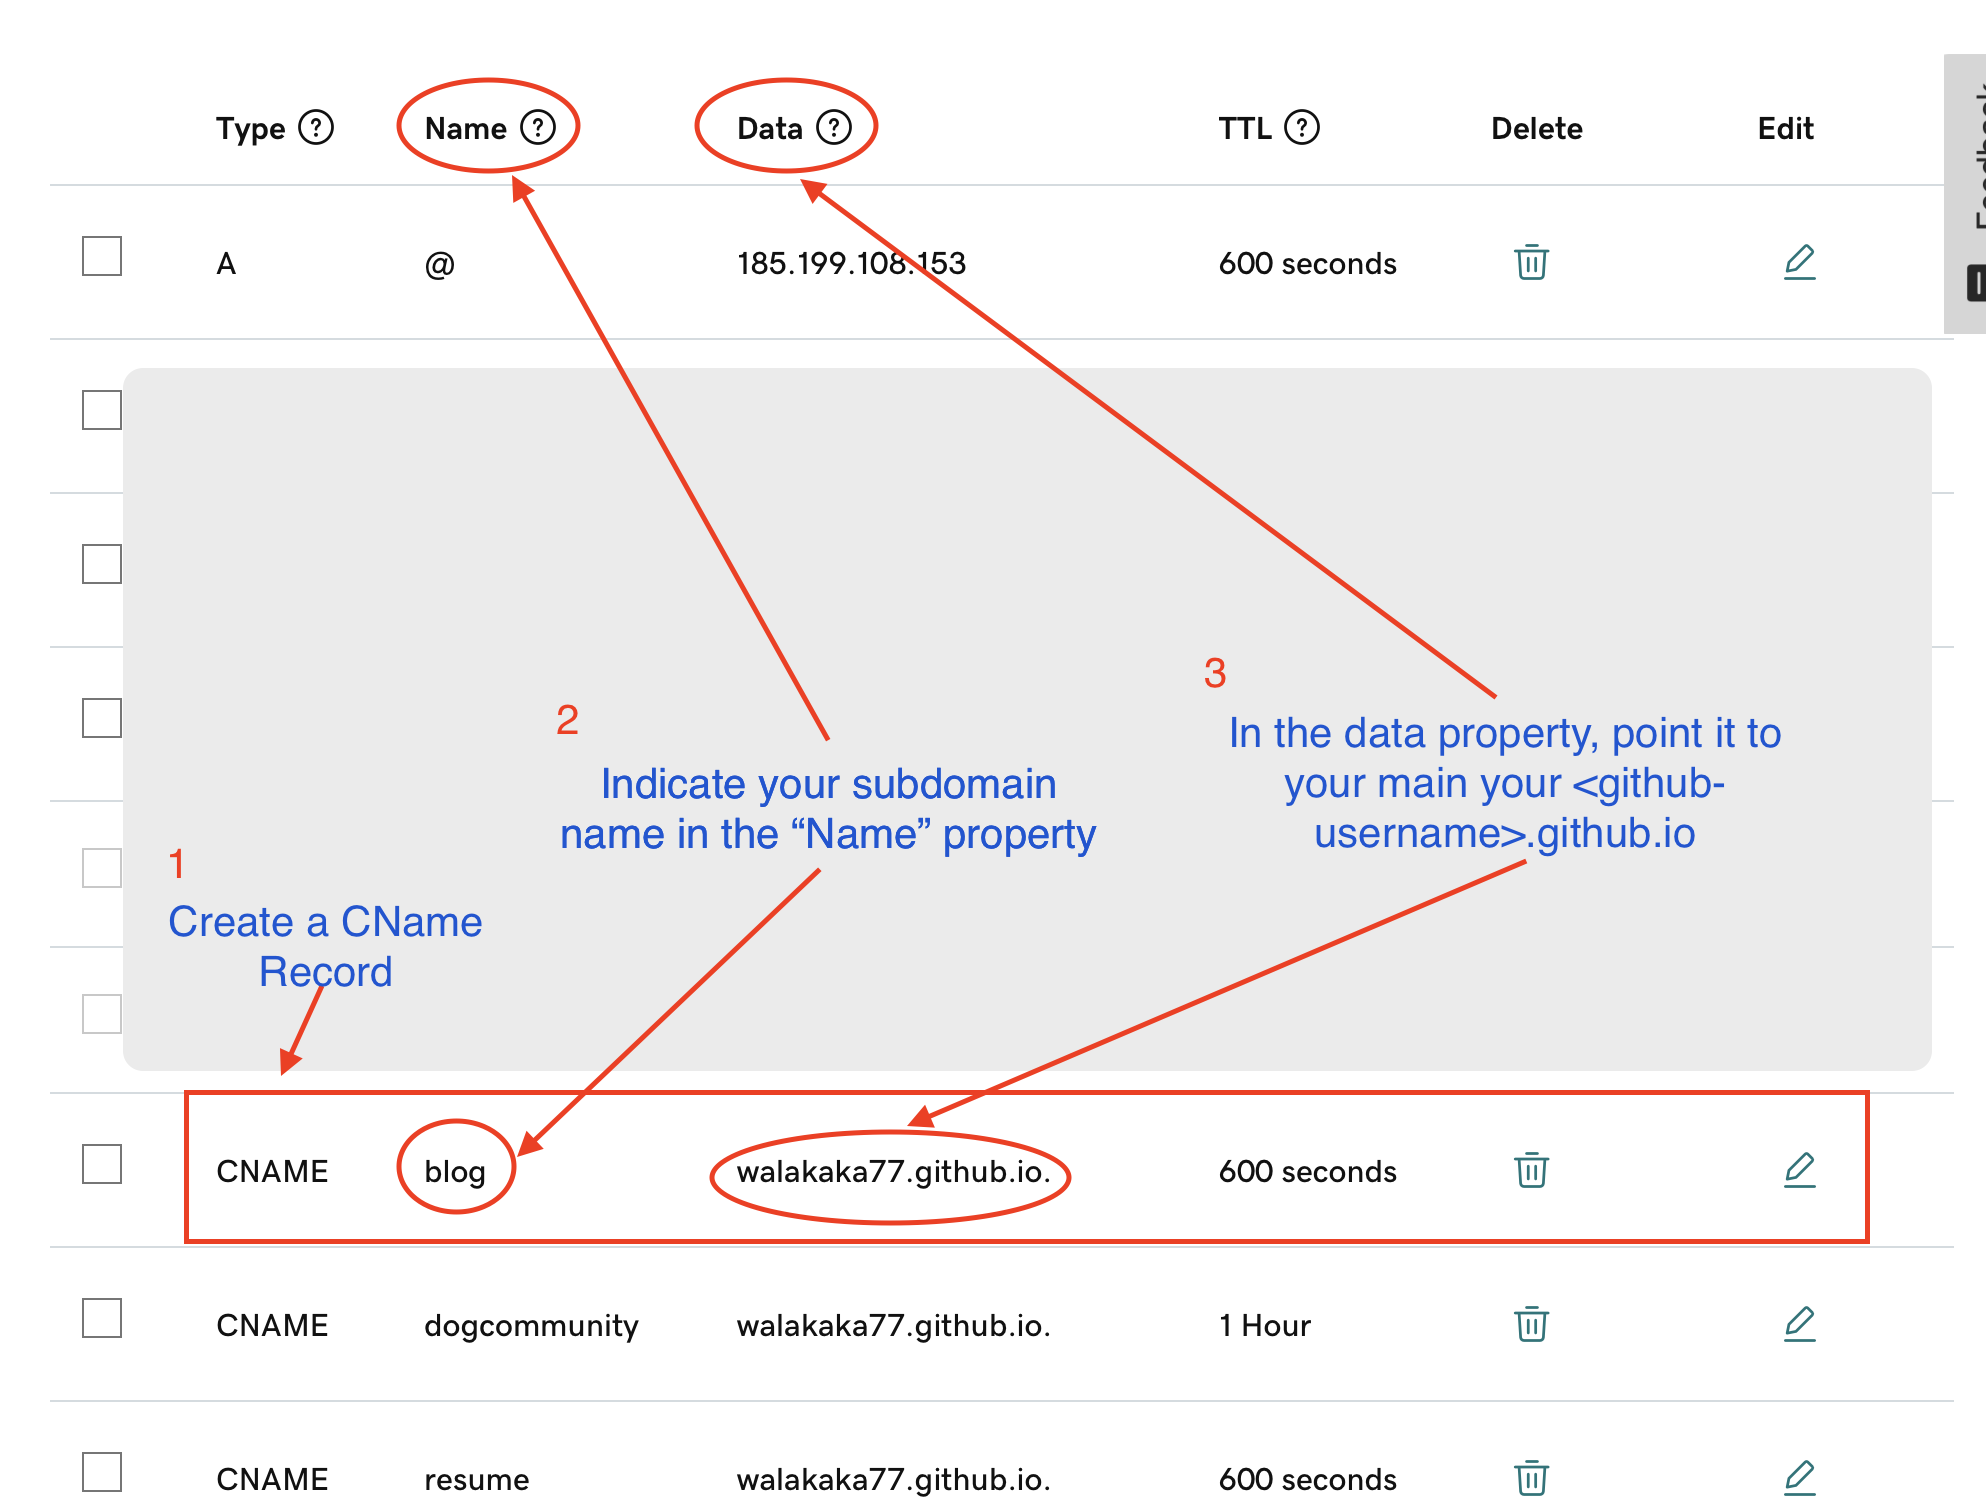 Type ? Name ? Data ? TTL ? Delete Edit
Feedback
A @ 185.199.108.153 600 seconds
3
In the data property, point it to
your main your <github-
username>.github.io
2
Indicate your subdomain
name in the “Name” property
1
Create a CName
Record
CNAME blog walakaka77.github.io. 600 seconds
CNAME dogcommunity walakaka77.github.io. 1 Hour
CNAME resume walakaka77.github.io. 600 seconds